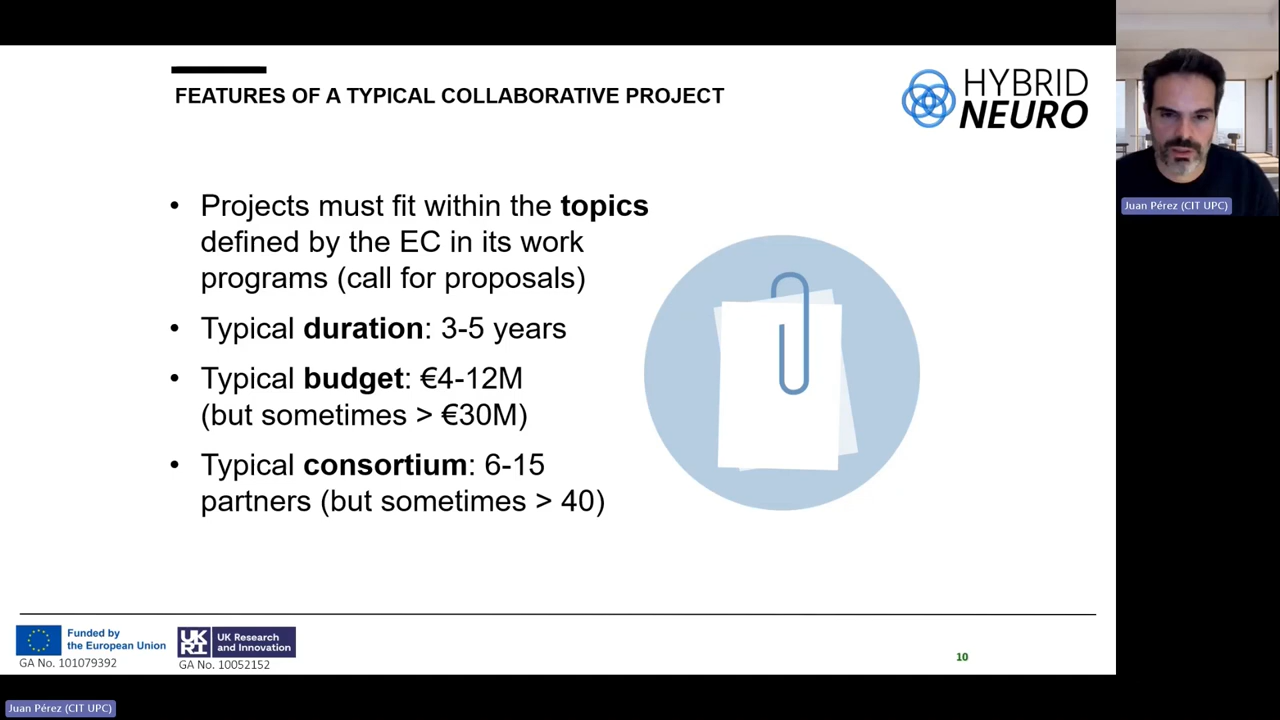 FEATURES OF A TYPICAL COLLABORATIVE PROJECT
HYBRID
NEURO
• Projects must fit within the topics
defined by the EC in its work
programs (call for proposals)
• Typical duration: 3-5 years
• Typical budget: €4-12M
(but sometimes > €30M)
• Typical consortium: 6-15
partners (but sometimes > 40)
Funded by
the European Union
GA No. 101079392
UK
RI
UK Research
and Innovation
GA No. 10052152
10
Juan Pérez (CIT UPC)
Juan Pérez (CIT UPC)